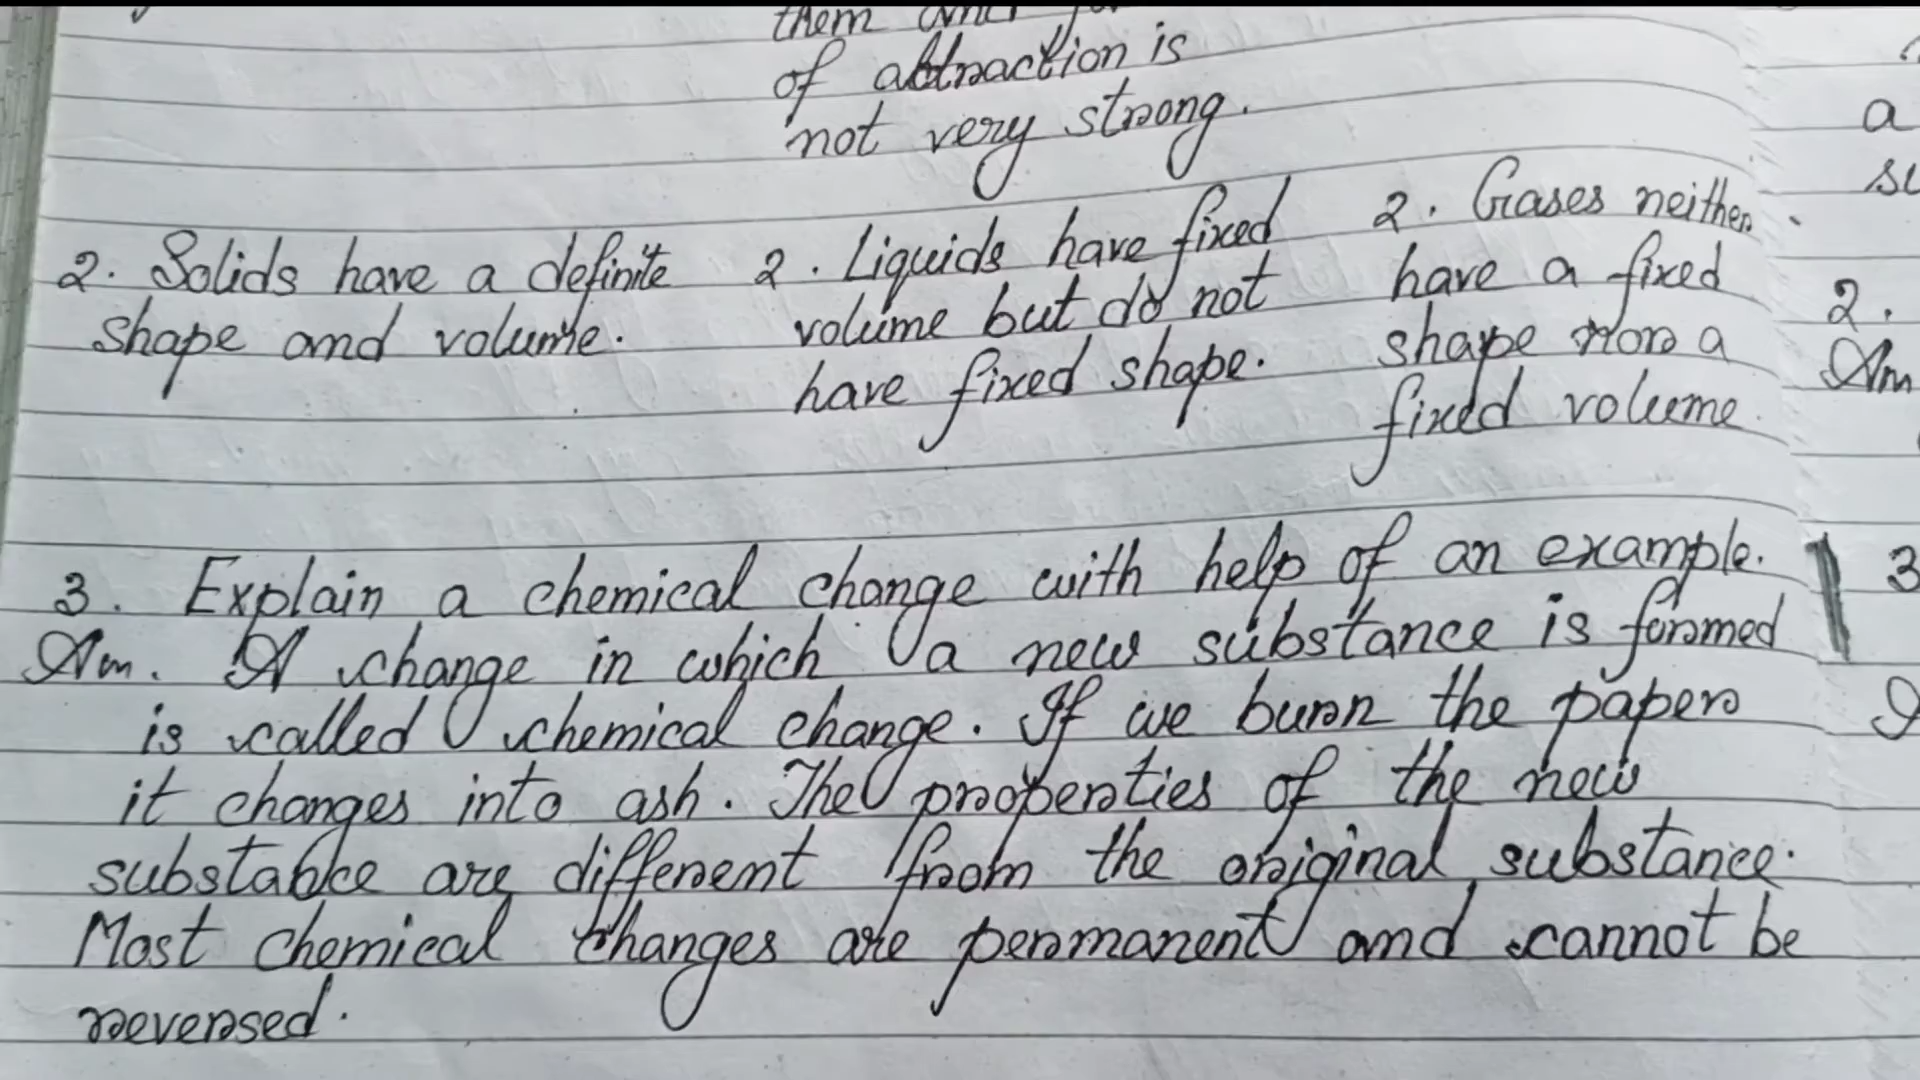 of attraction is
not very strong.
2. Solids have a definite
shape and volume.
2. Liquids have fixed
volume but do not
have fixed shape.
2. Gases neither
have a fixed
shape nor a
fixed volume
3. Explain a chemical change with help of an example.
Ans. A change in which a new substance is formed
is called chemical change. If we burn the paper
it changes into ash. The properties of the new
substabce are different from the original substance.
Most chemical changes are permanent and cannot be
reversed.
a
2.
3